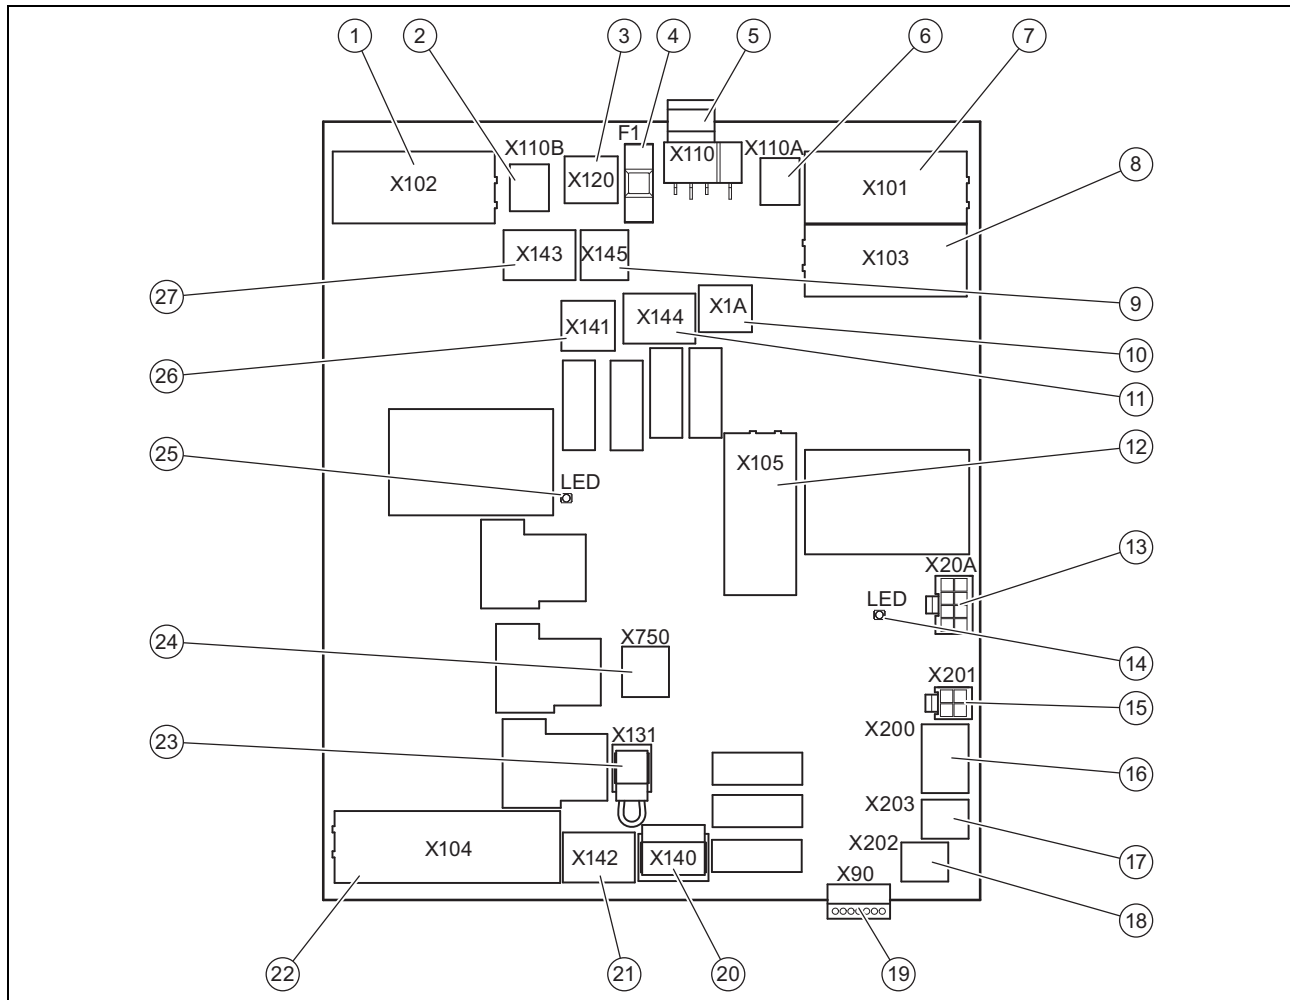 1 2 3 4 5 6 7
F1
X110B X110 X110A
X102 X120 X101
8
X143 X145 X103
27 9
X1A
X141 X144
10
26
11
25 X105 12
LED
13
X20A
LED
24 X750 14
X201 15
23 X131 X200
16
X203
X104 X142 X140 X202 17
X90
18
22 21 20 19